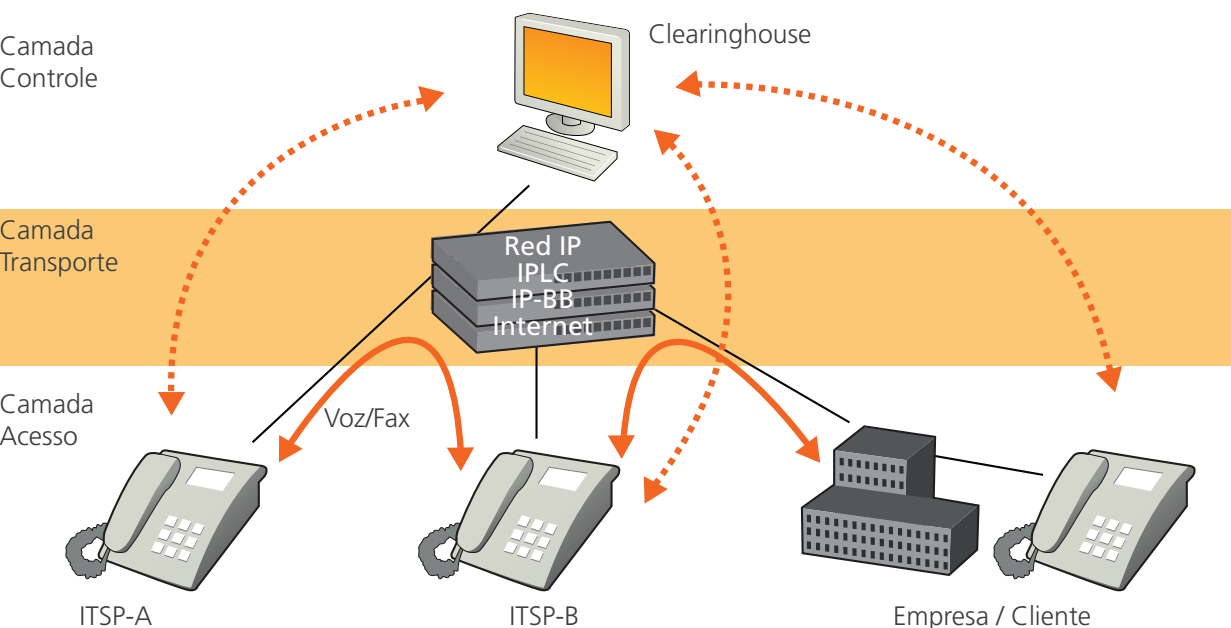 Camada
Controle
Clearinghouse
Camada
Transporte
Red IP
IPLC
IP-BB
Internet
Camada
Acesso
Voz/Fax
ITSP-A
ITSP-B
Empresa / Cliente